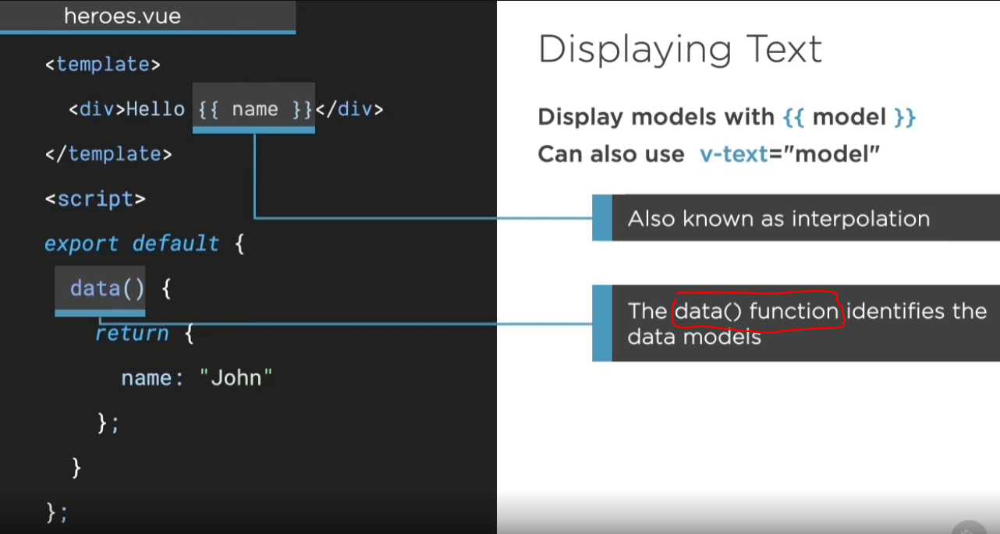 heroes.vue
<template>
<div>Hello {{ name }}</div>
</template>
<script>
export default {
data() {
return {
name: "John"
};
}
};
Displaying Text
Display models with {{ model }}
Can also use v-text="model"
Also known as interpolation
The data() function identifies the
data models